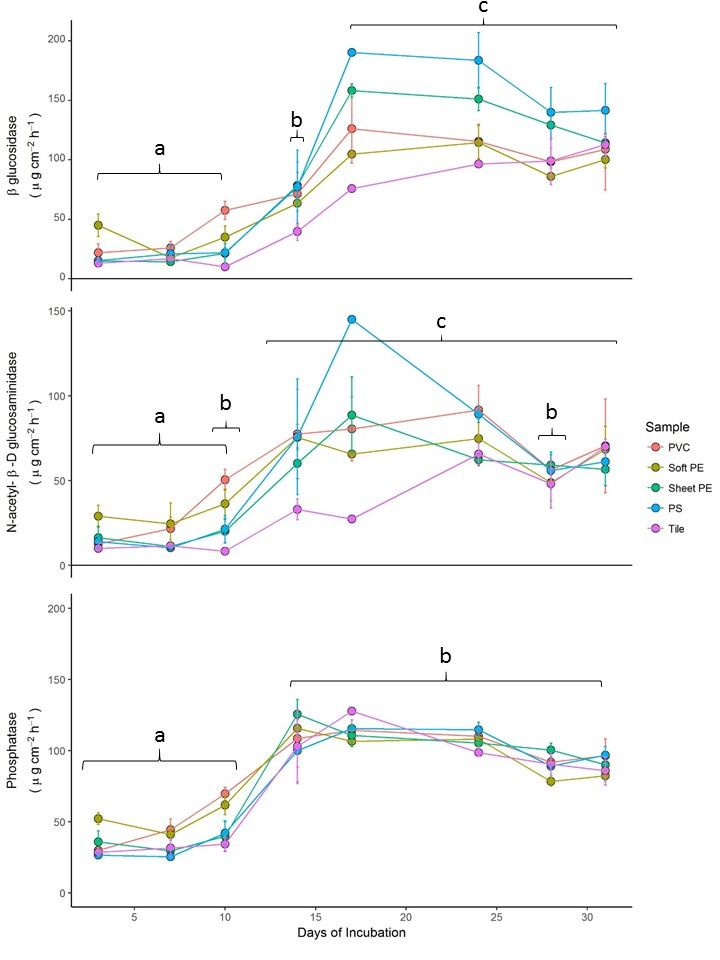 c
200
150
100
50
0
b
a
β glucosidase
( μ g cm⁻² h⁻¹ )
150
100
50
0
c
a
b
b
N-acetyl- β -D glucosaminidase
( μ g cm⁻² h⁻¹ )
Sample
PVC
Soft PE
Sheet PE
PS
Tile
200
150
100
50
0
b
a
Phosphatase
( μ g cm⁻² h⁻¹ )
5 10 15 20 25 30
Days of Incubation